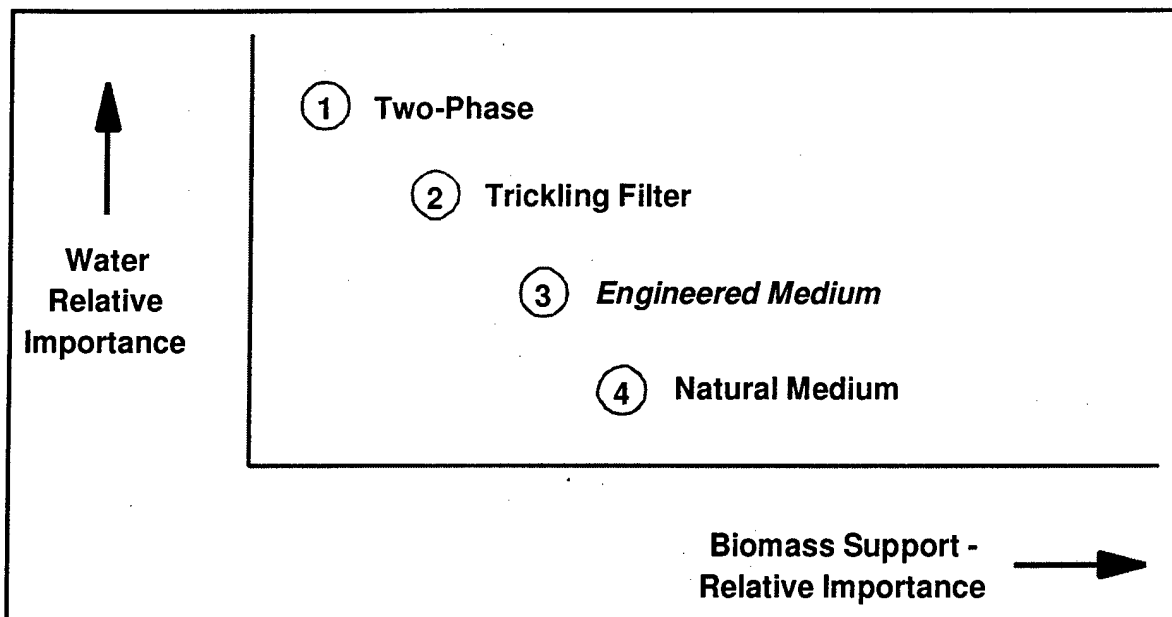 1 Two-Phase
2 Trickling Filter
Water
Relative
Importance
3 Engineered Medium
4 Natural Medium
Biomass Support -
Relative Importance